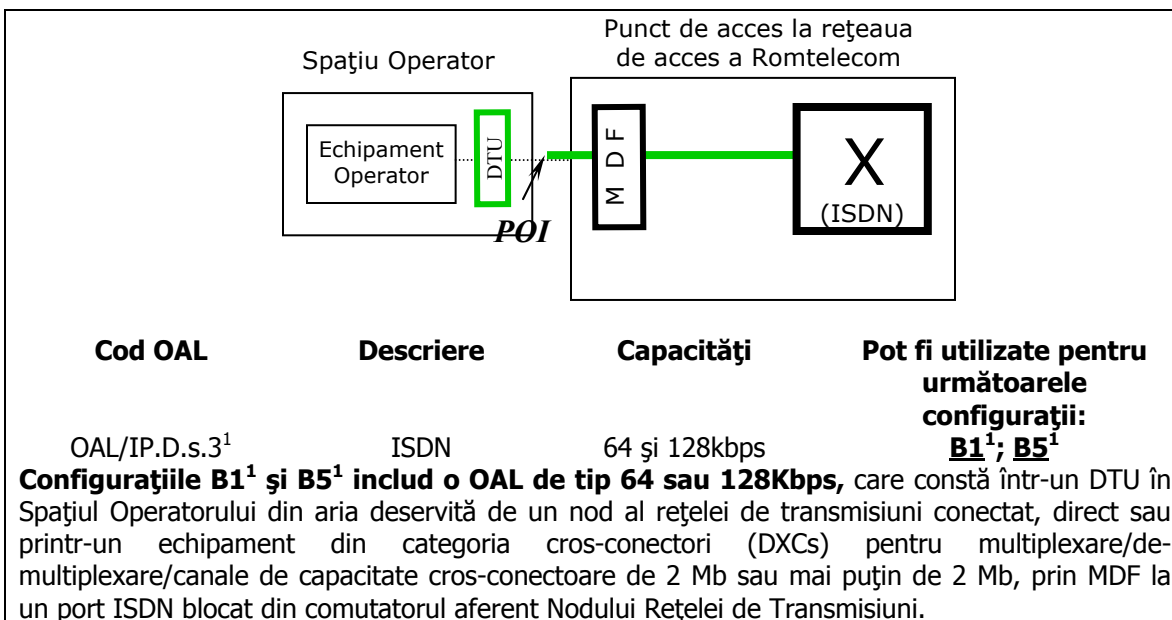 Punct de acces la reţeaua
de acces a Romtelecom
Spaţiu Operator
Echipament
Operator
DTU
POI
MDF
X
(ISDN)
Cod OAL Descriere Capacităţi Pot fi utilizate pentru
următoarele
configuraţii:
OAL/IP.D.s.3¹ ISDN 64 şi 128kbps B1¹; B5¹
Configuraţiile B1¹ şi B5¹ includ o OAL de tip 64 sau 128Kbps, care constă într-un DTU în
Spaţiul Operatorului din aria deservită de un nod al reţelei de transmisiuni conectat, direct sau
printr-un echipament din categoria cros-conectori (DXCs) pentru multiplexare/de-
multiplexare/canale de capacitate cros-conectoare de 2 Mb sau mai puţin de 2 Mb, prin MDF la
un port ISDN blocat din comutatorul aferent Nodului Reţelei de Transmisiuni.